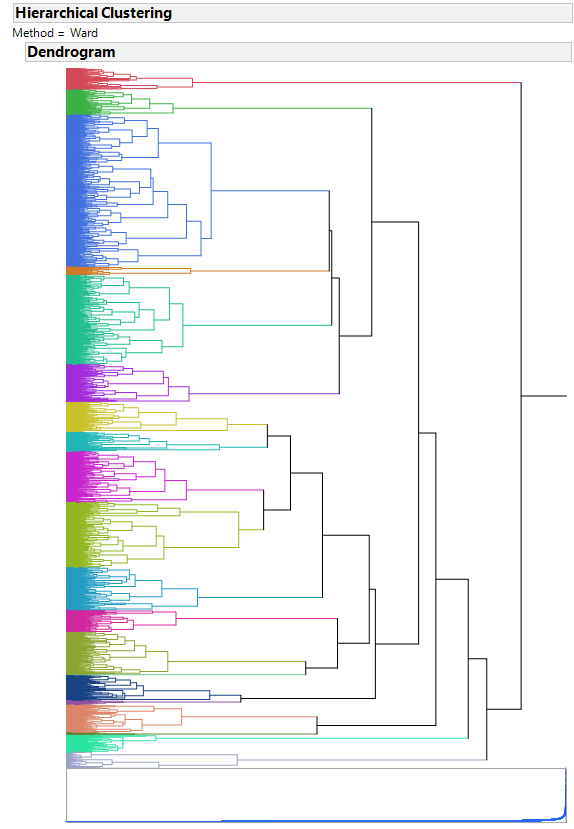 Hierarchical Clustering
Method = Ward
Dendrogram